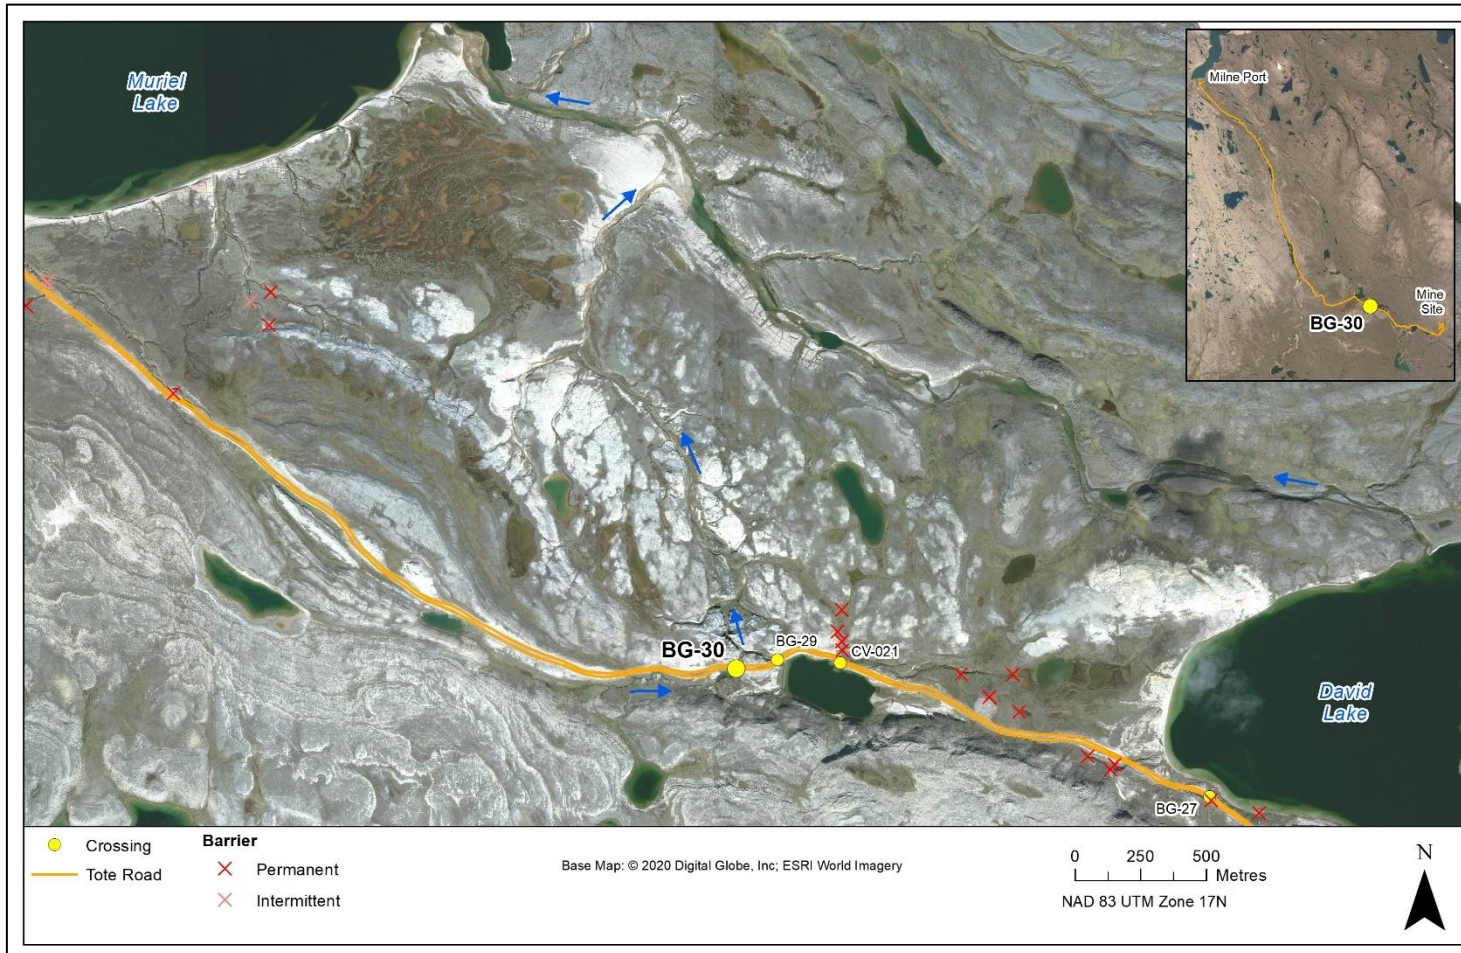 Muriel
Lake
Milne Port
Mine
Site
BG-30
BG-30
BG-29
CV-021
David
Lake
BG-27
Crossing
Tote Road
Barrier
Permanent
Intermittent
Base Map: © 2020 Digital Globe, Inc; ESRI World Imagery
0 250 500
Metres
NAD 83 UTM Zone 17N
N